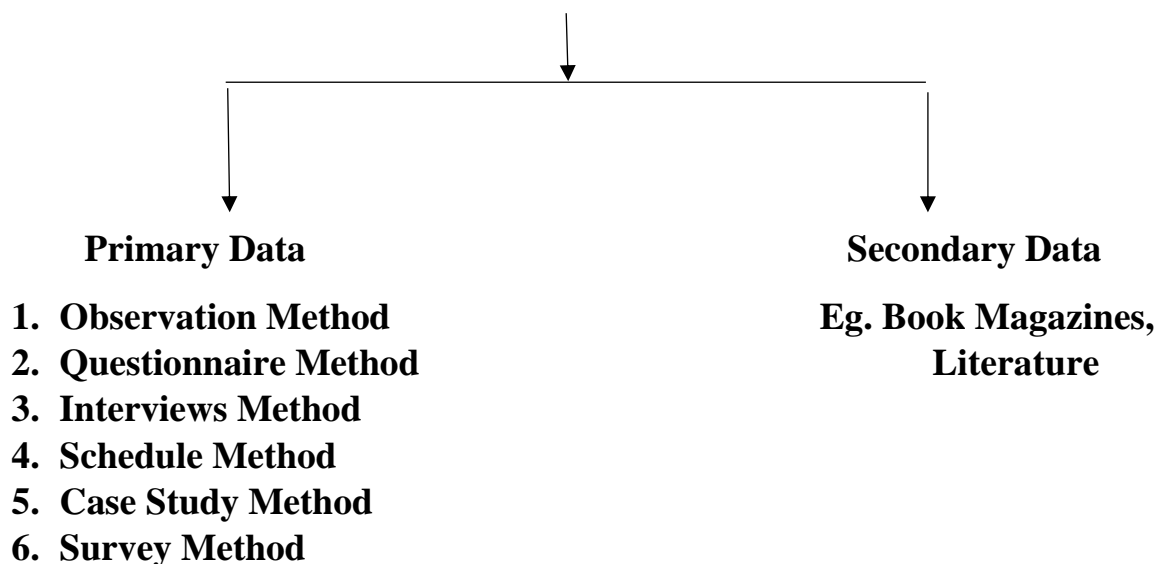 Primary Data
Secondary Data
1. Observation Method
2. Questionnaire Method
3. Interviews Method
4. Schedule Method
5. Case Study Method
6. Survey Method
Eg. Book Magazines,
Literature